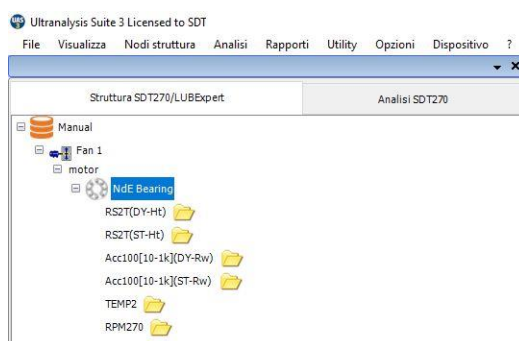 UAS Ultranalysis Suite 3 Licensed to SDT
File Visualizza Nodi struttura Analisi Rapporti Utility Opzioni Dispositivo ?
Struttura SDT270/LUBExpert Analisi SDT270
Manual
Fan 1
motor
NdE Bearing
RS2T(DY-Ht)
RS2T(ST-Ht)
Acc100[10-1k](DY-Rw)
Acc100[10-1k](ST-Rw)
TEMP2
RPM270